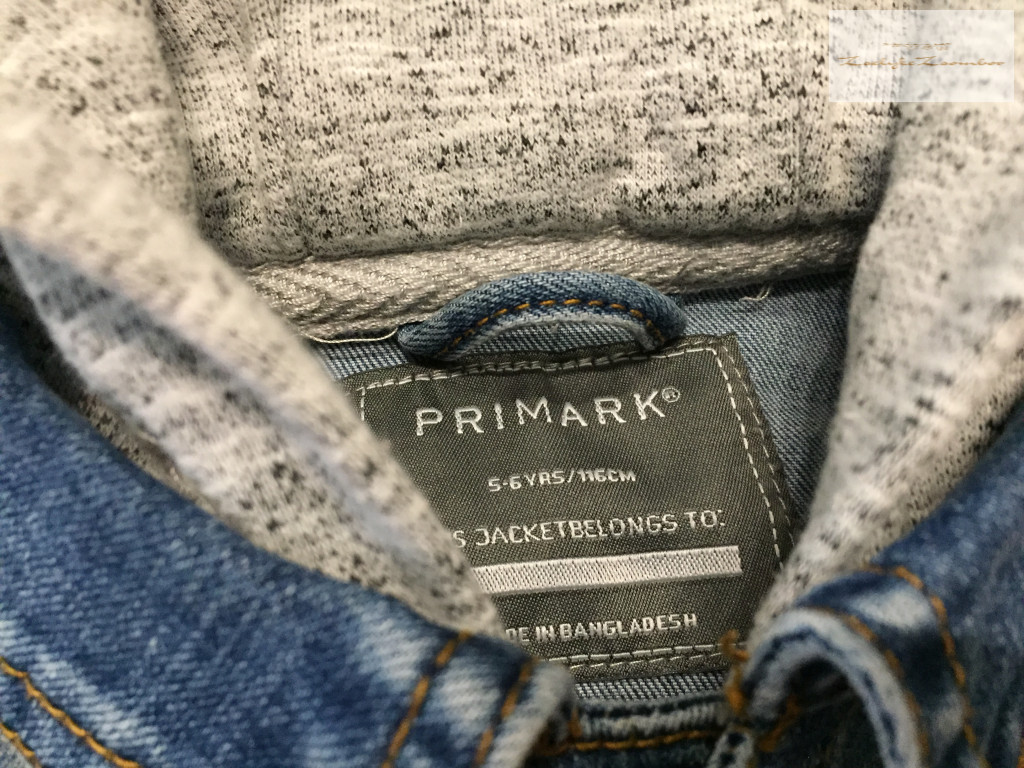 PRIMARK®
5-6 YRS/116CM
S JACKETBELONGS TO:
DE IN BANGLADESH